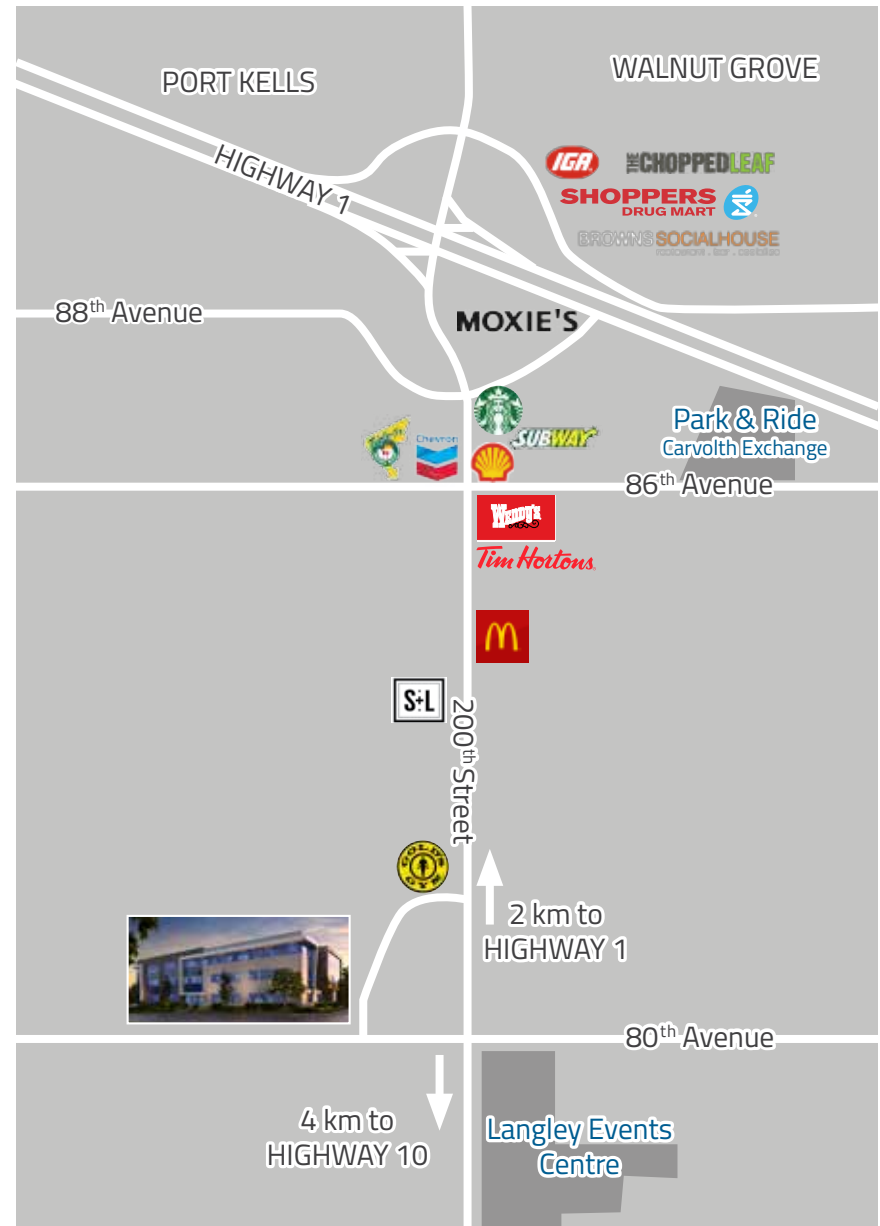 PORT KELLS
WALNUT GROVE
HIGHWAY 1
IGA
THE CHOPPED LEAF
SHOPPERS
DRUG MART
BROWNS SOCIALHOUSE
88th Avenue
MOXIE'S
Chevron
SUBWAY
Park & Ride
Carvolth Exchange
86th Avenue
WENDY'S
Tim Hortons
M
S+L
200th Street
GOLD'S
GYM
2 km to
HIGHWAY 1
80th Avenue
4 km to
HIGHWAY 10
Langley Events
Centre